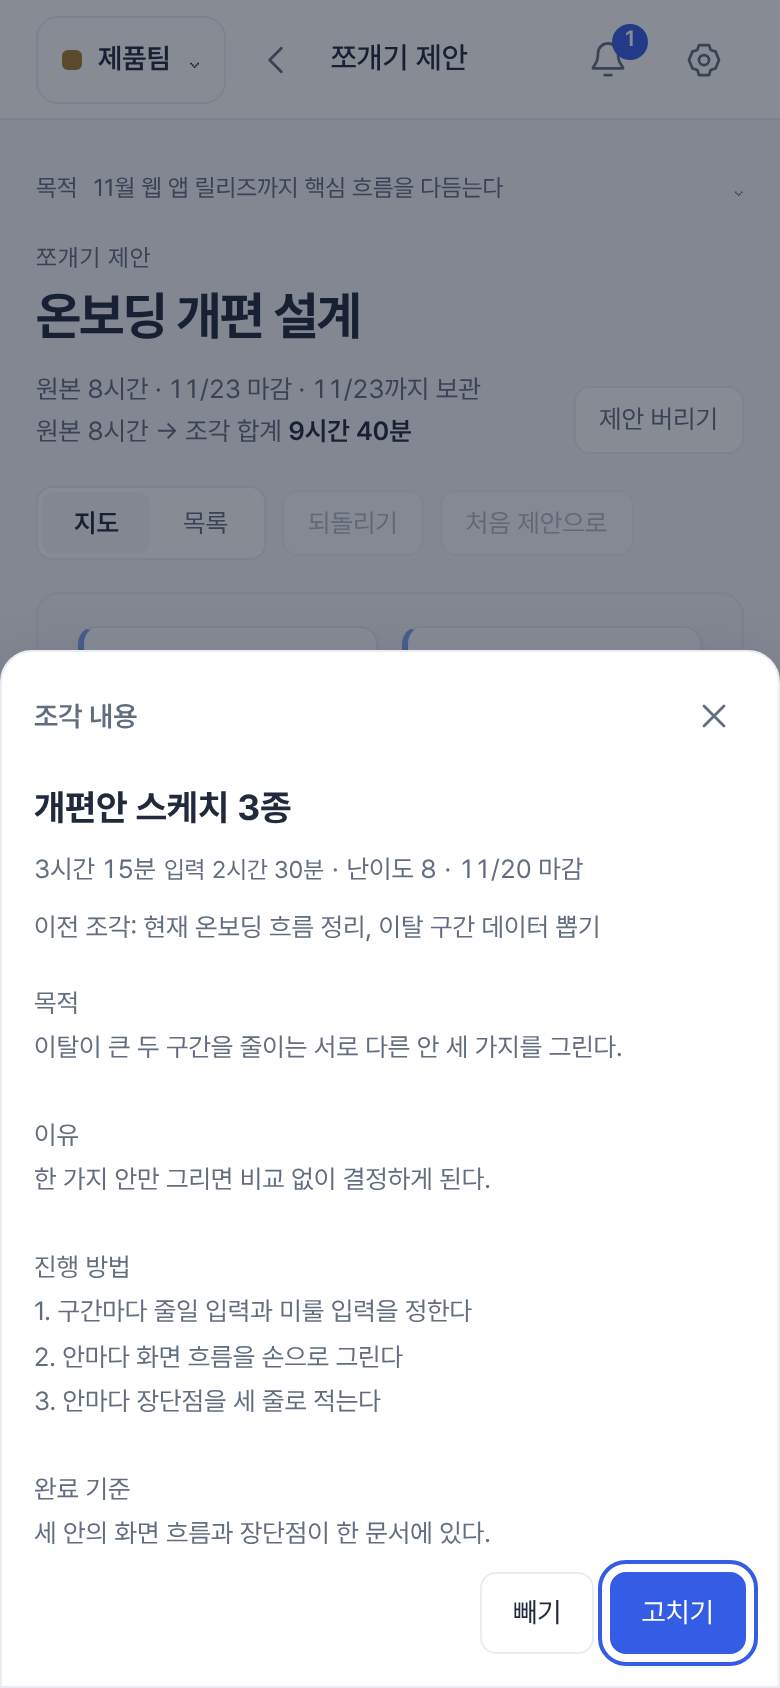 제품팀
쪼개기 제안
1
목적 11월 웹 앱 릴리즈까지 핵심 흐름을 다듬는다
쪼개기 제안
온보딩 개편 설계
원본 8시간 · 11/23 마감 · 11/23까지 보관
원본 8시간 → 조각 합계 9시간 40분
제안 버리기
지도 목록 되돌리기 처음 제안으로
조각 내용
개편안 스케치 3종
3시간 15분 입력 2시간 30분 · 난이도 8 · 11/20 마감
이전 조각: 현재 온보딩 흐름 정리, 이탈 구간 데이터 뽑기
목적
이탈이 큰 두 구간을 줄이는 서로 다른 안 세 가지를 그린다.
이유
한 가지 안만 그리면 비교 없이 결정하게 된다.
진행 방법
1. 구간마다 줄일 입력과 미룰 입력을 정한다
2. 안마다 화면 흐름을 손으로 그린다
3. 안마다 장단점을 세 줄로 적는다
완료 기준
세 안의 화면 흐름과 장단점이 한 문서에 있다.
빼기 고치기